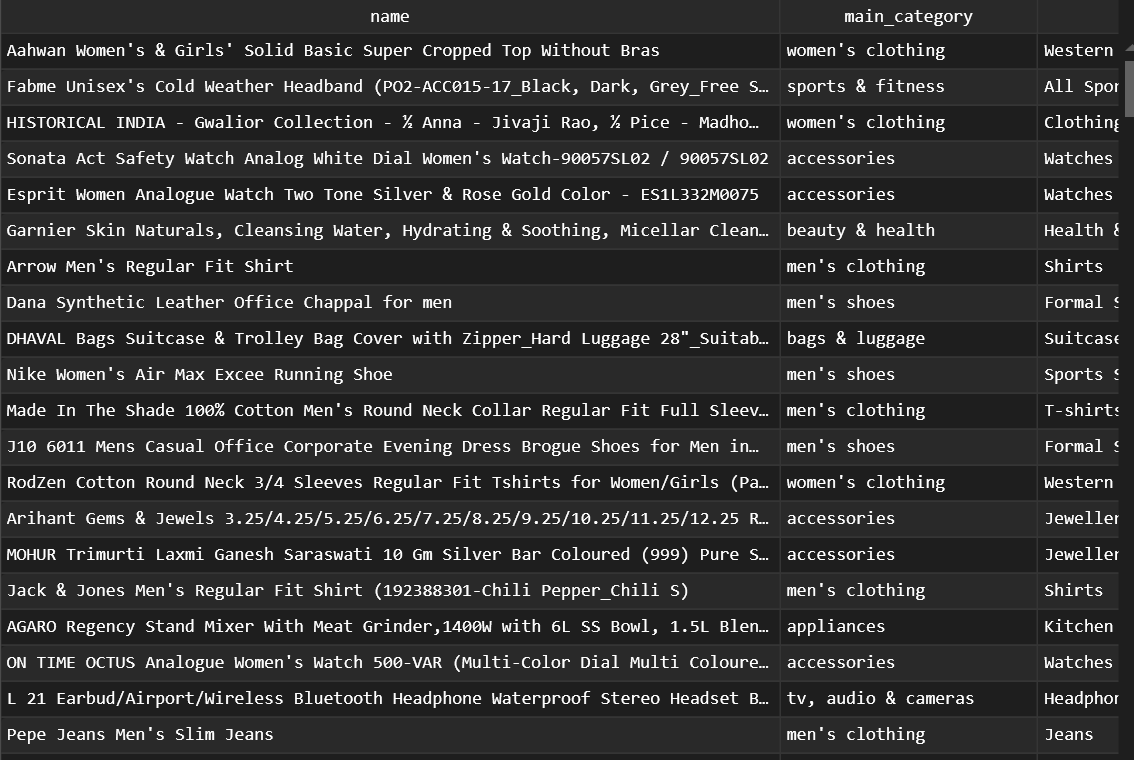 name main_category
Aahwan Women's & Girls' Solid Basic Super Cropped Top Without Bras women's clothing Western
Fabme Unisex's Cold Weather Headband (PO2-ACC015-17_Black, Dark, Grey_Free S… sports & fitness All Spor
HISTORICAL INDIA - Gwalior Collection - ½ Anna - Jivaji Rao, ½ Pice - Madho… women's clothing Clothing
Sonata Act Safety Watch Analog White Dial Women's Watch-90057SL02 / 90057SL02 accessories Watches
Esprit Women Analogue Watch Two Tone Silver & Rose Gold Color - ES1L332M0075 accessories Watches
Garnier Skin Naturals, Cleansing Water, Hydrating & Soothing, Micellar Clean… beauty & health Health &
Arrow Men's Regular Fit Shirt men's clothing Shirts
Dana Synthetic Leather Office Chappal for men men's shoes Formal S
DHAVAL Bags Suitcase & Trolley Bag Cover with Zipper_Hard Luggage 28"_Suitab… bags & luggage Suitcase
Nike Women's Air Max Excee Running Shoe men's shoes Sports S
Made In The Shade 100% Cotton Men's Round Neck Collar Regular Fit Full Sleev… men's clothing T-shirts
J10 6011 Mens Casual Office Corporate Evening Dress Brogue Shoes for Men in… men's shoes Formal S
RodZen Cotton Round Neck 3/4 Sleeves Regular Fit Tshirts for Women/Girls (Pa… women's clothing Western
Arihant Gems & Jewels 3.25/4.25/5.25/6.25/7.25/8.25/9.25/10.25/11.25/12.25 R… accessories Jeweller
MOHUR Trimurti Laxmi Ganesh Saraswati 10 Gm Silver Bar Coloured (999) Pure S… accessories Jeweller
Jack & Jones Men's Regular Fit Shirt (192388301-Chili Pepper_Chili S) men's clothing Shirts
AGARO Regency Stand Mixer With Meat Grinder,1400W with 6L SS Bowl, 1.5L Blen… appliances Kitchen
ON TIME OCTUS Analogue Women's Watch 500-VAR (Multi-Color Dial Multi Coloure… accessories Watches
L 21 Earbud/Airport/Wireless Bluetooth Headphone Waterproof Stereo Headset B… tv, audio & cameras Headphon
Pepe Jeans Men's Slim Jeans men's clothing Jeans